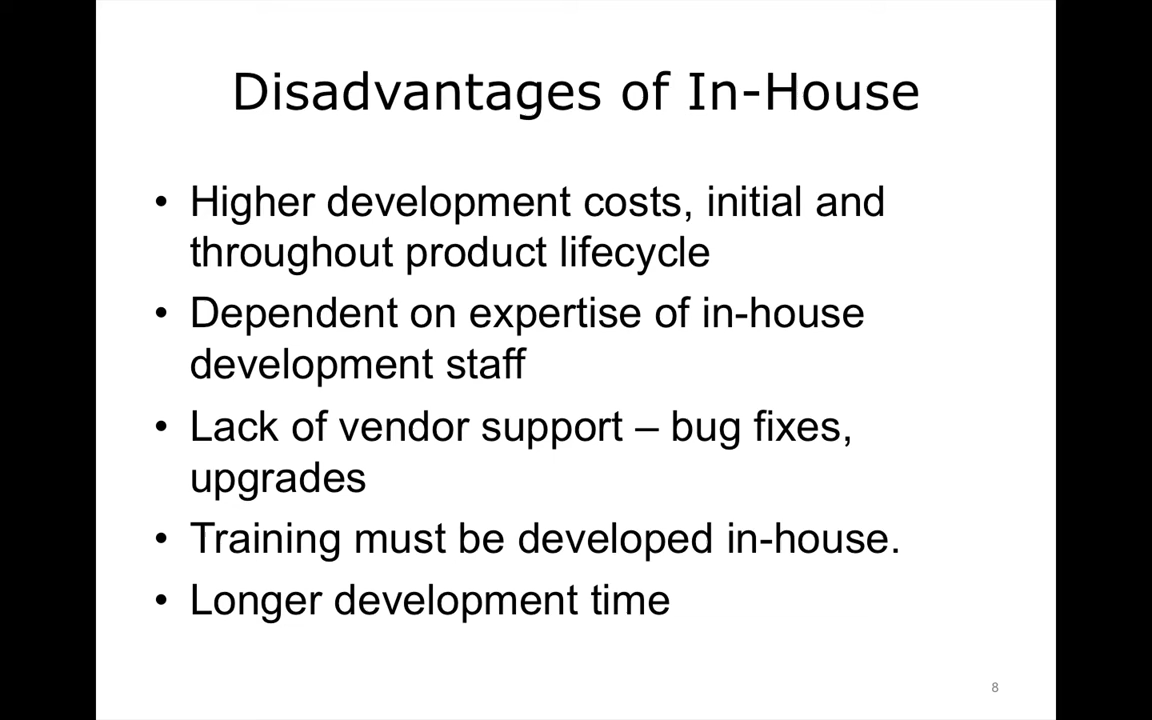 Disadvantages of In-House
• Higher development costs, initial and
throughout product lifecycle
• Dependent on expertise of in-house
development staff
• Lack of vendor support – bug fixes,
upgrades
• Training must be developed in-house.
• Longer development time
8